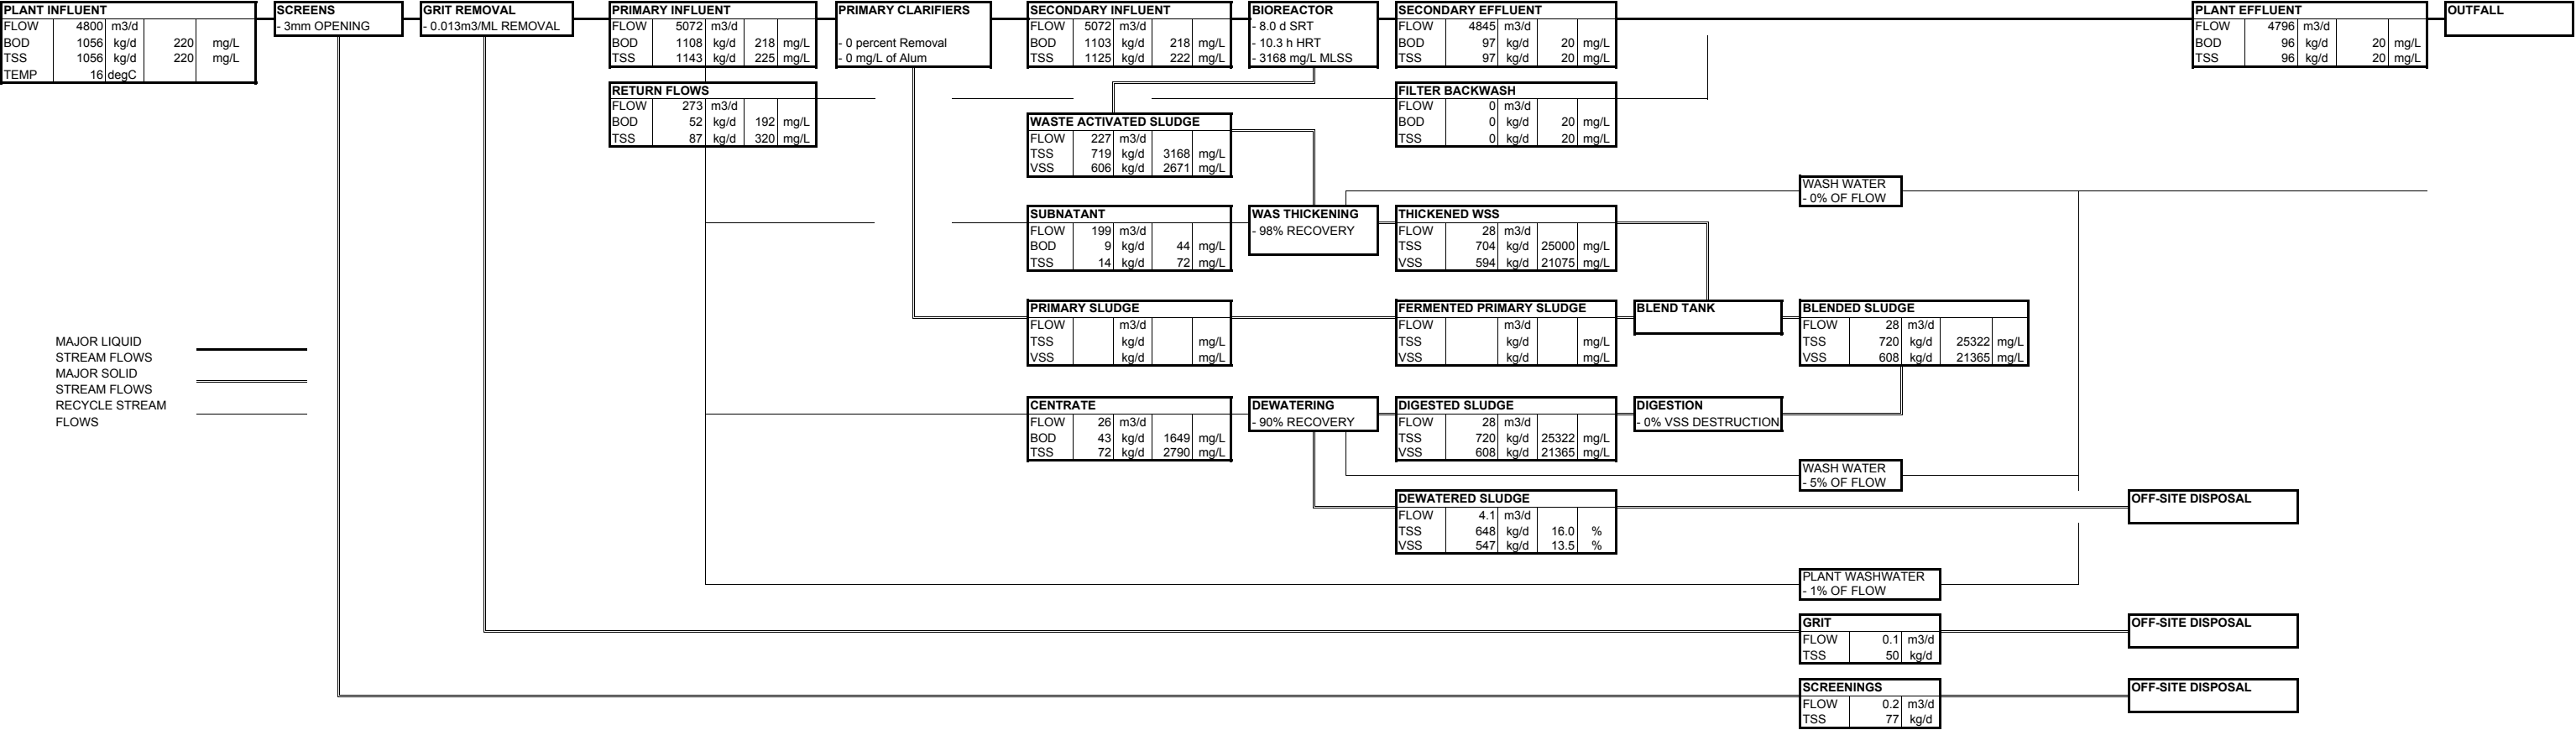 PLANT INFLUENT
FLOW 4800 m3/d
BOD 1056 kg/d 220 mg/L
TSS 1056 kg/d 220 mg/L
TEMP 16 degC
SCREENS
- 3mm OPENING
GRIT REMOVAL
- 0.013m3/ML REMOVAL
PRIMARY INFLUENT
FLOW 5072 m3/d
BOD 1108 kg/d 218 mg/L
TSS 1143 kg/d 225 mg/L
PRIMARY CLARIFIERS
- 0 percent Removal
- 0 mg/L of Alum
SECONDARY INFLUENT
FLOW 5072 m3/d
BOD 1103 kg/d 218 mg/L
TSS 1125 kg/d 222 mg/L
BIOREACTOR
- 8.0 d SRT
- 10.3 h HRT
- 3168 mg/L MLSS
SECONDARY EFFLUENT
FLOW 4845 m3/d
BOD 97 kg/d 20 mg/L
TSS 97 kg/d 20 mg/L
PLANT EFFLUENT
FLOW 4796 m3/d
BOD 96 kg/d 20 mg/L
TSS 96 kg/d 20 mg/L
OUTFALL
RETURN FLOWS
FLOW 273 m3/d
BOD 52 kg/d 192 mg/L
TSS 87 kg/d 320 mg/L
FILTER BACKWASH
FLOW 0 m3/d
BOD 0 kg/d 20 mg/L
TSS 0 kg/d 20 mg/L
WASTE ACTIVATED SLUDGE
FLOW 227 m3/d
TSS 719 kg/d 3168 mg/L
VSS 606 kg/d 2671 mg/L
WASH WATER
- 0% OF FLOW
SUBNATANT
FLOW 199 m3/d
BOD 9 kg/d 44 mg/L
TSS 14 kg/d 72 mg/L
WAS THICKENING
- 98% RECOVERY
THICKENED WSS
FLOW 28 m3/d
TSS 704 kg/d 25000 mg/L
VSS 594 kg/d 21075 mg/L
PRIMARY SLUDGE
FLOW m3/d
TSS kg/d mg/L
VSS kg/d mg/L
FERMENTED PRIMARY SLUDGE
FLOW m3/d
TSS kg/d mg/L
VSS kg/d mg/L
BLEND TANK
BLENDED SLUDGE
FLOW 28 m3/d
TSS 720 kg/d 25322 mg/L
VSS 608 kg/d 21365 mg/L
MAJOR LIQUID
STREAM FLOWS
MAJOR SOLID
STREAM FLOWS
RECYCLE STREAM
FLOWS
CENTRATE
FLOW 26 m3/d
BOD 43 kg/d 1649 mg/L
TSS 72 kg/d 2790 mg/L
DEWATERING
- 90% RECOVERY
DIGESTED SLUDGE
FLOW 28 m3/d
TSS 720 kg/d 25322 mg/L
VSS 608 kg/d 21365 mg/L
DIGESTION
- 0% VSS DESTRUCTION
WASH WATER
- 5% OF FLOW
DEWATERED SLUDGE
FLOW 4.1 m3/d
TSS 648 kg/d 16.0 %
VSS 547 kg/d 13.5 %
OFF-SITE DISPOSAL
PLANT WASHWATER
- 1% OF FLOW
GRIT
FLOW 0.1 m3/d
TSS 50 kg/d
OFF-SITE DISPOSAL
SCREENINGS
FLOW 0.2 m3/d
TSS 77 kg/d
OFF-SITE DISPOSAL